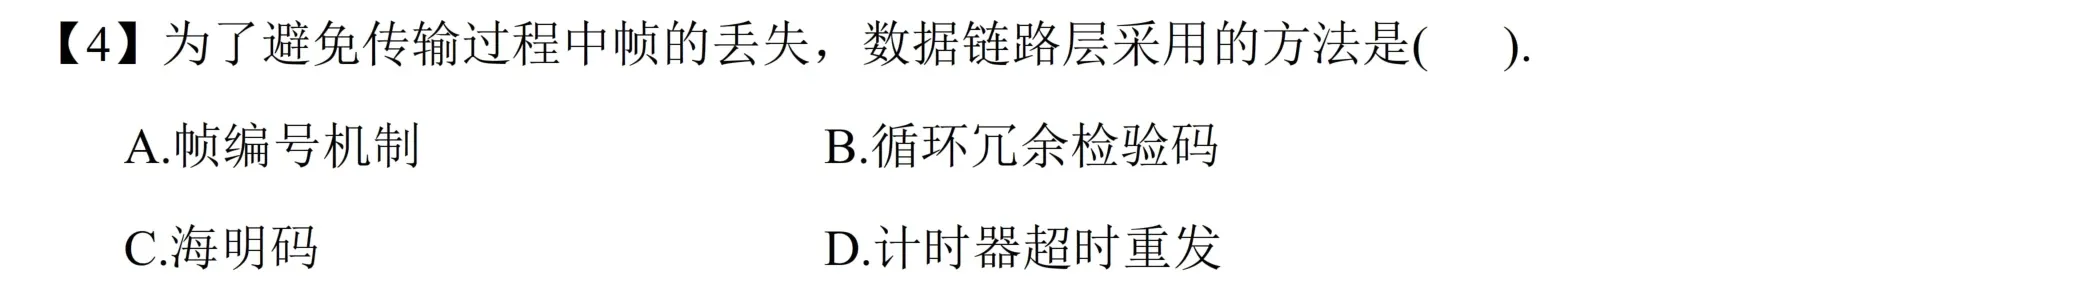 【4】为了避免传输过程中帧的丢失，数据链路层采用的方法是(    ).
A.帧编号机制    B.循环冗余检验码
C.海明码    D.计时器超时重发